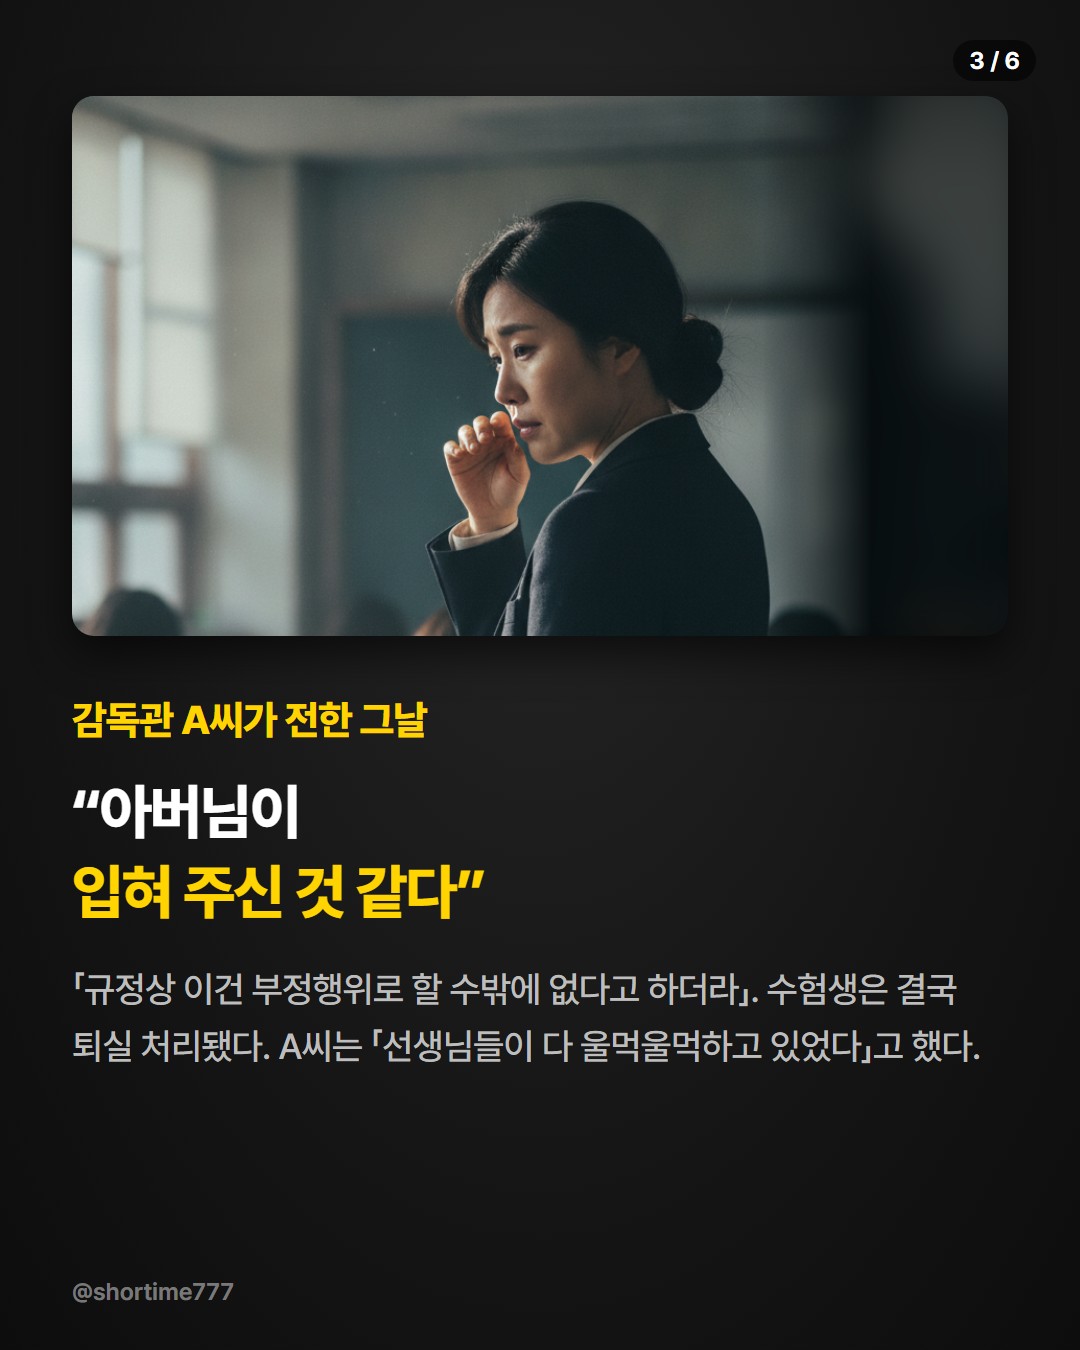 3 / 6
감독관 A씨가 전한 그날
“아버님이
입혀 주신 것 같다”
「규정상 이건 부정행위로 할 수밖에 없다고 하더라」. 수험생은 결국
퇴실 처리됐다. A씨는 「선생님들이 다 울먹울먹하고 있었다」고 했다.
@shortime777